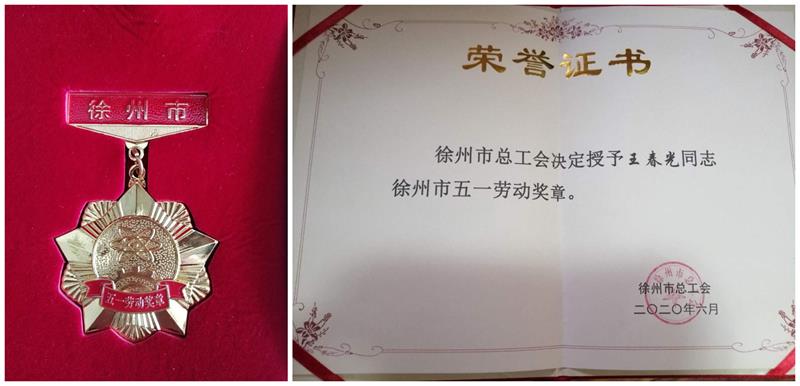 徐州市
五一劳动奖章
荣誉证书
徐州市总工会决定授予王春光同志
徐州市五一劳动奖章。
徐州市总工会
二〇二〇年六月